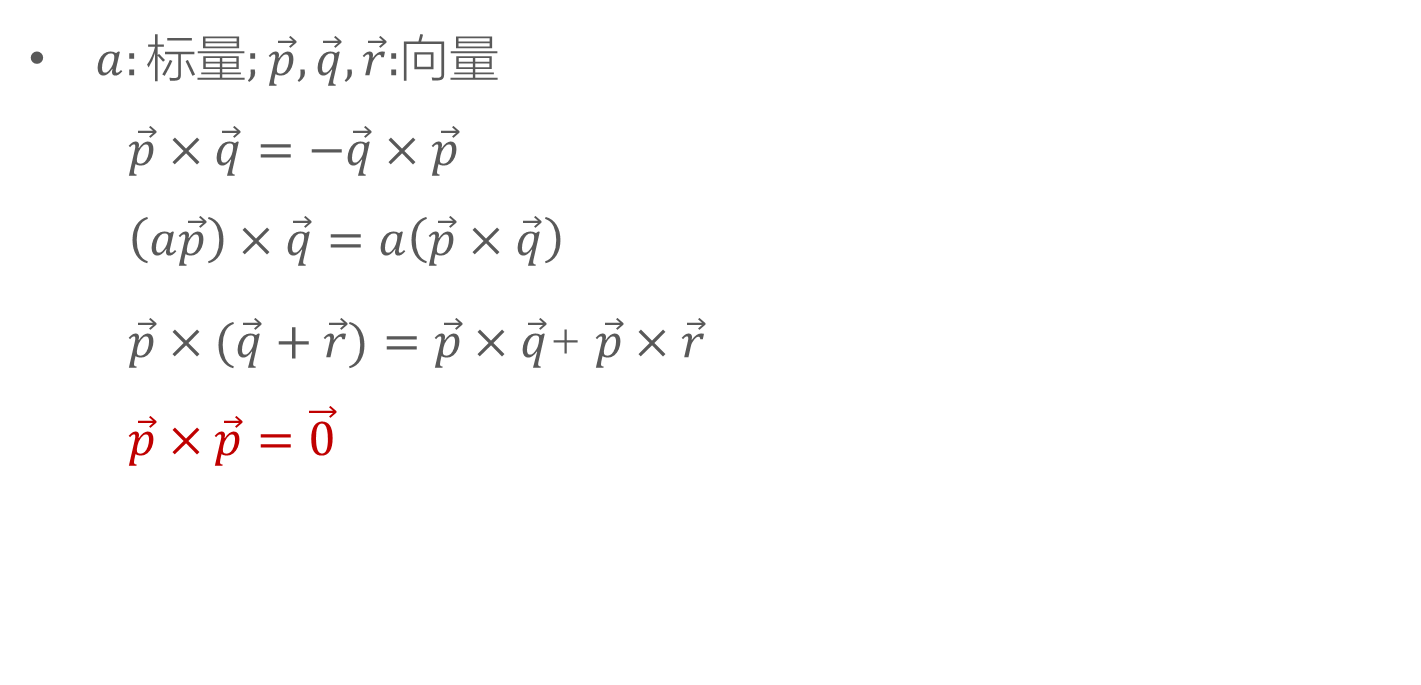 • a: 标量; p⃗, q⃗, r⃗:向量
p⃗ × q⃗ = −q⃗ × p⃗
(ap⃗) × q⃗ = a(p⃗ × q⃗)
p⃗ × (q⃗ + r⃗) = p⃗ × q⃗+ p⃗ × r⃗
p⃗ × p⃗ = 0⃗